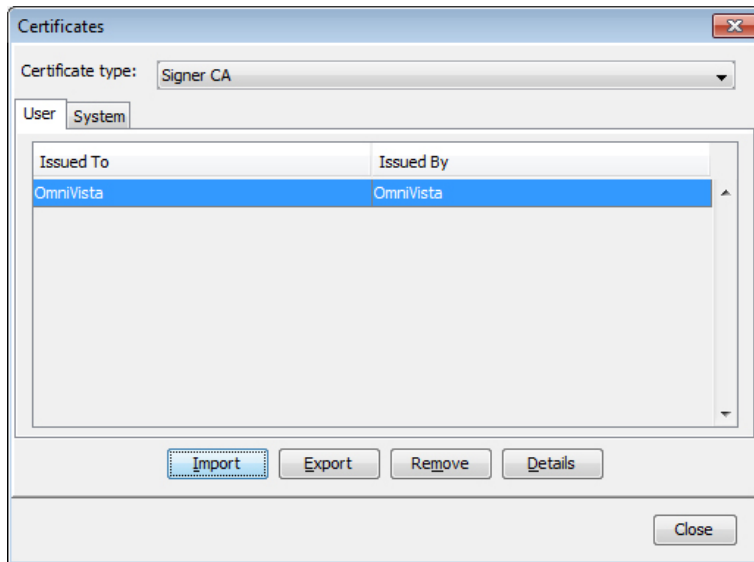 Certificates
Certificate type: Signer CA
User System
Issued To Issued By
OmniVista OmniVista
Import Export Remove Details
Close